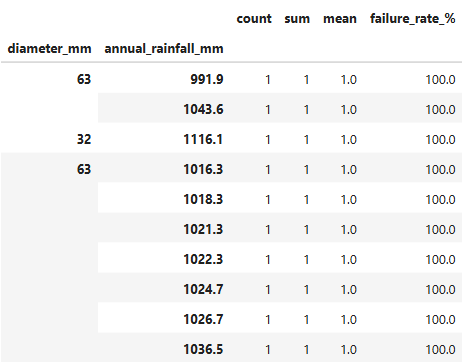 count sum mean failure_rate_%
diameter_mm annual_rainfall_mm
63 991.9 1 1 1.0 100.0
1043.6 1 1 1.0 100.0
32 1116.1 1 1 1.0 100.0
63 1016.3 1 1 1.0 100.0
1018.3 1 1 1.0 100.0
1021.3 1 1 1.0 100.0
1022.3 1 1 1.0 100.0
1024.7 1 1 1.0 100.0
1026.7 1 1 1.0 100.0
1036.5 1 1 1.0 100.0